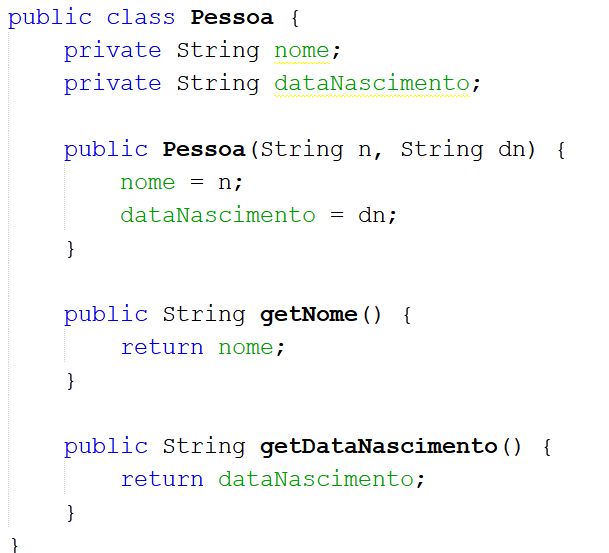 public class Pessoa {
    private String nome;
    private String dataNascimento;

    public Pessoa(String n, String dn) {
        nome = n;
        dataNascimento = dn;
    }

    public String getNome() {
        return nome;
    }

    public String getDataNascimento() {
        return dataNascimento;
    }
}